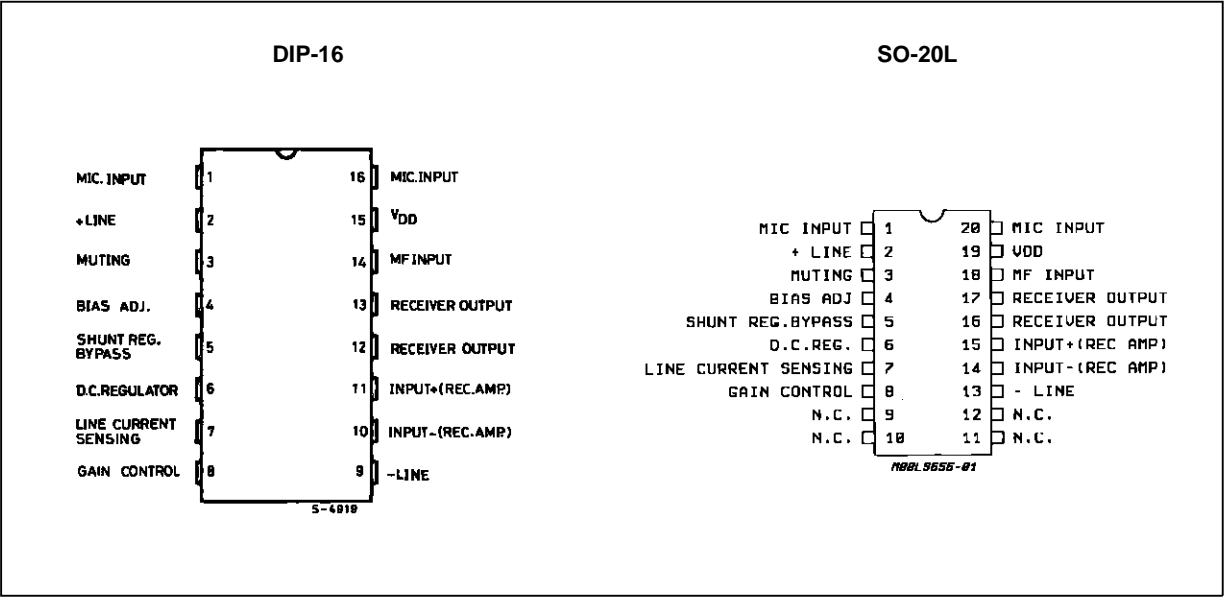 DIP-16
SO-20L
MIC. INPUT 1
+LINE 2
MUTING 3
BIAS ADJ. 4
SHUNT REG.
BYPASS 5
D.C.REGULATOR 6
LINE CURRENT
SENSING 7
GAIN CONTROL 8
16 MIC.INPUT
15 VDD
14 MF INPUT
13 RECEIVER OUTPUT
12 RECEIVER OUTPUT
11 INPUT+(REC.AMP.)
10 INPUT-(REC.AMP.)
9 -LINE
S-4919
MIC INPUT 1
+ LINE 2
MUTING 3
BIAS ADJ 4
SHUNT REG.BYPASS 5
D.C.REG. 6
LINE CURRENT SENSING 7
GAIN CONTROL 8
N.C. 9
N.C. 10
20 MIC INPUT
19 VDD
18 MF INPUT
17 RECEIVER OUTPUT
16 RECEIVER OUTPUT
15 INPUT+(REC AMP)
14 INPUT-(REC AMP)
13 - LINE
12 N.C.
11 N.C.
M88L3656-01